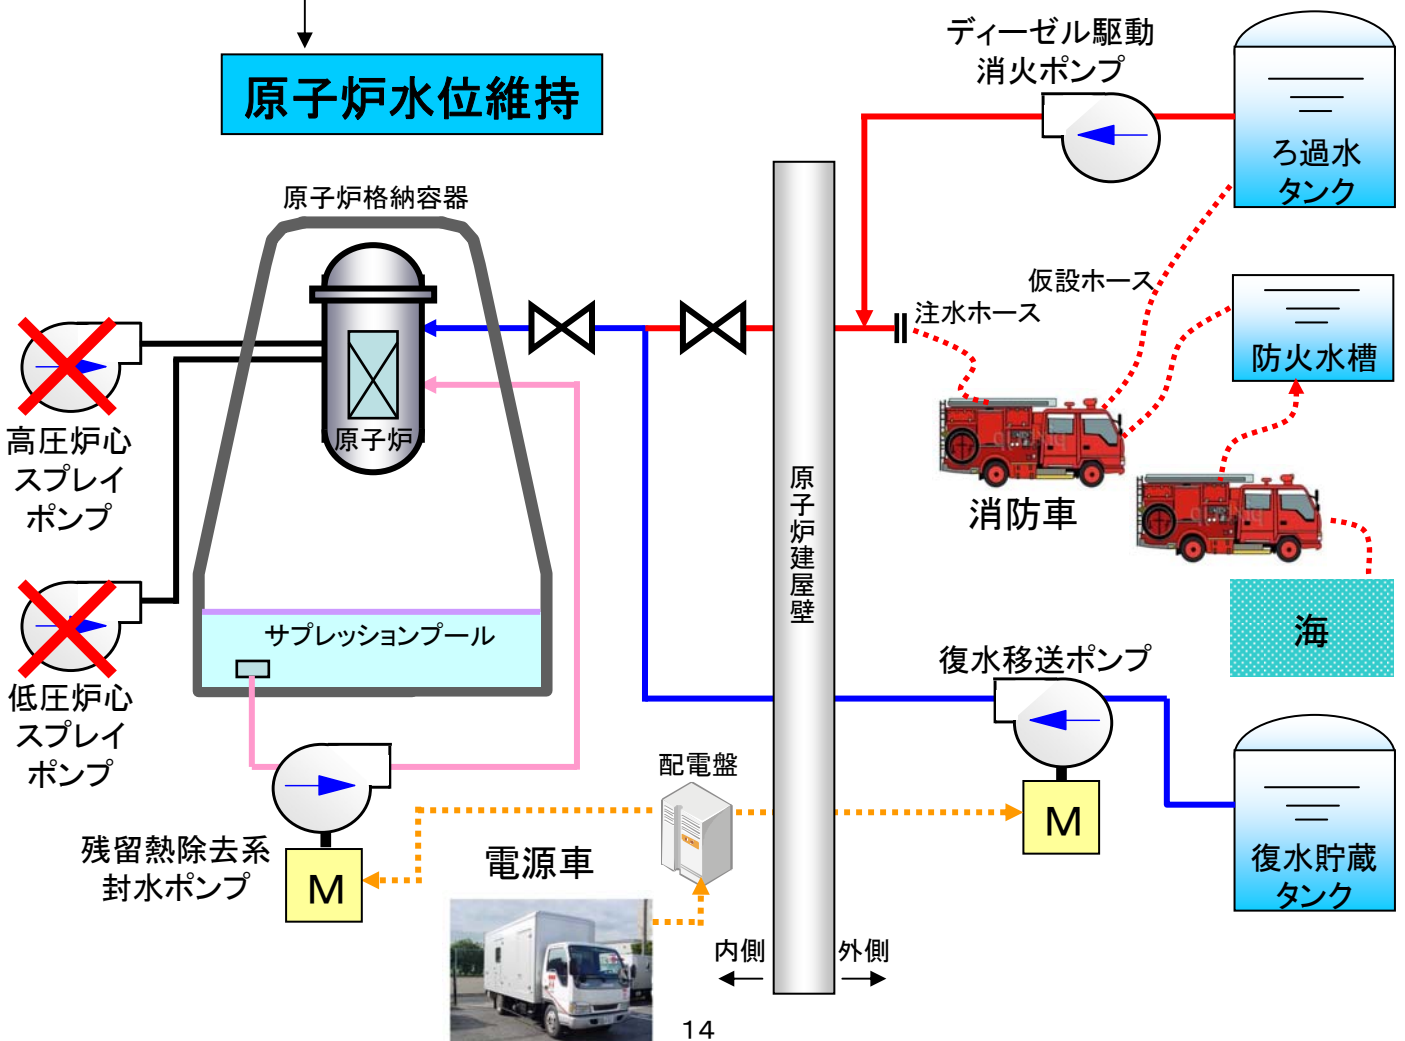 原子炉水位維持
ディーゼル駆動
消火ポンプ
ろ過水
タンク
原子炉格納容器
仮設ホース
注水ホース
防火水槽
原子炉
高圧炉心
スプレイ
ポンプ
消防車
原子炉建屋壁
海
サプレッションプール
低圧炉心
スプレイ
ポンプ
復水移送ポンプ
配電盤
M
復水貯蔵
タンク
残留熱除去系
封水ポンプ
M
電源車
内側
外側
14